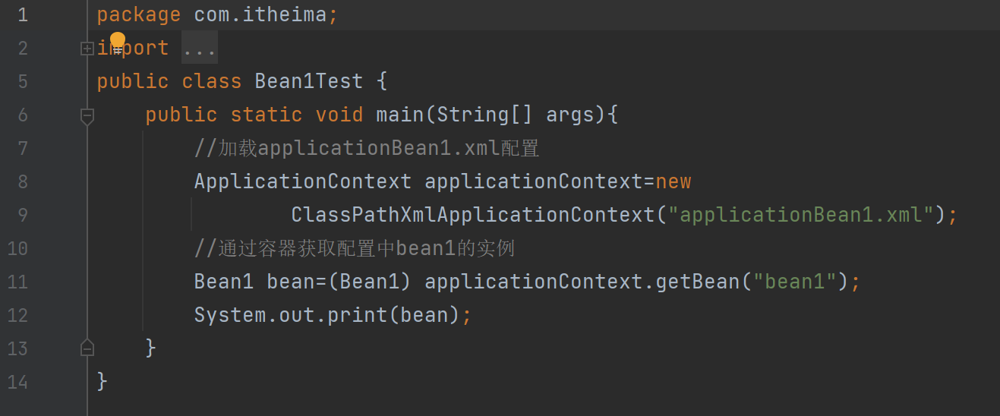 1 package com.itheima;
2 import ...
5 public class Bean1Test {
6 public static void main(String[] args){
7 //加载applicationBean1.xml配置
8 ApplicationContext applicationContext=new
9 ClassPathXmlApplicationContext("applicationBean1.xml");
10 //通过容器获取配置中bean1的实例
11 Bean1 bean=(Bean1) applicationContext.getBean("bean1");
12 System.out.print(bean);
13 }
14 }